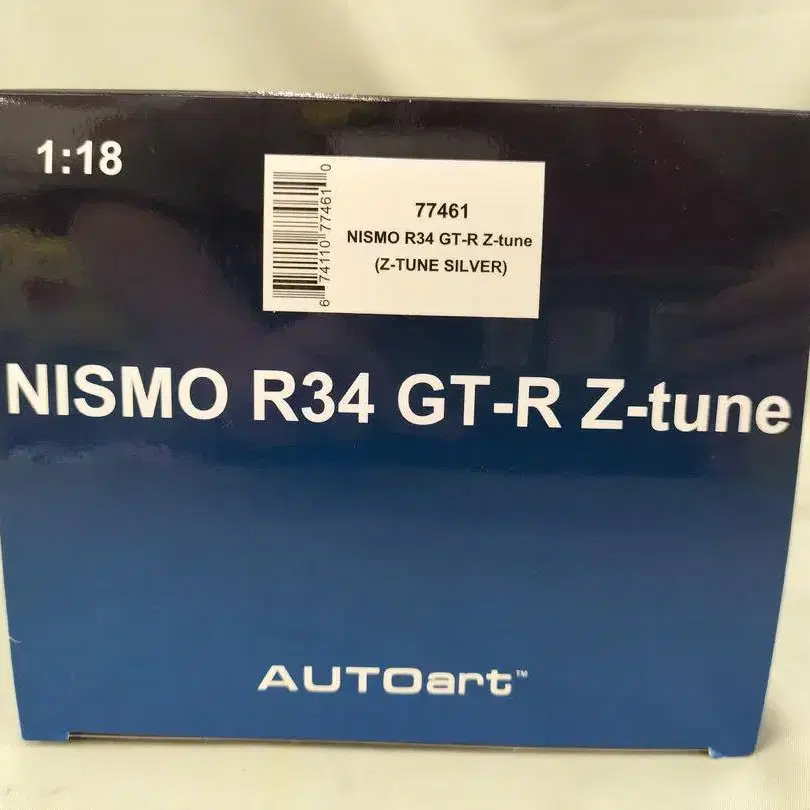 1:18
6 74110 77461 0
77461
NISMO R34 GT-R Z-tune
(Z-TUNE SILVER)
NISMO R34 GT-R Z-tune
AUTOart™